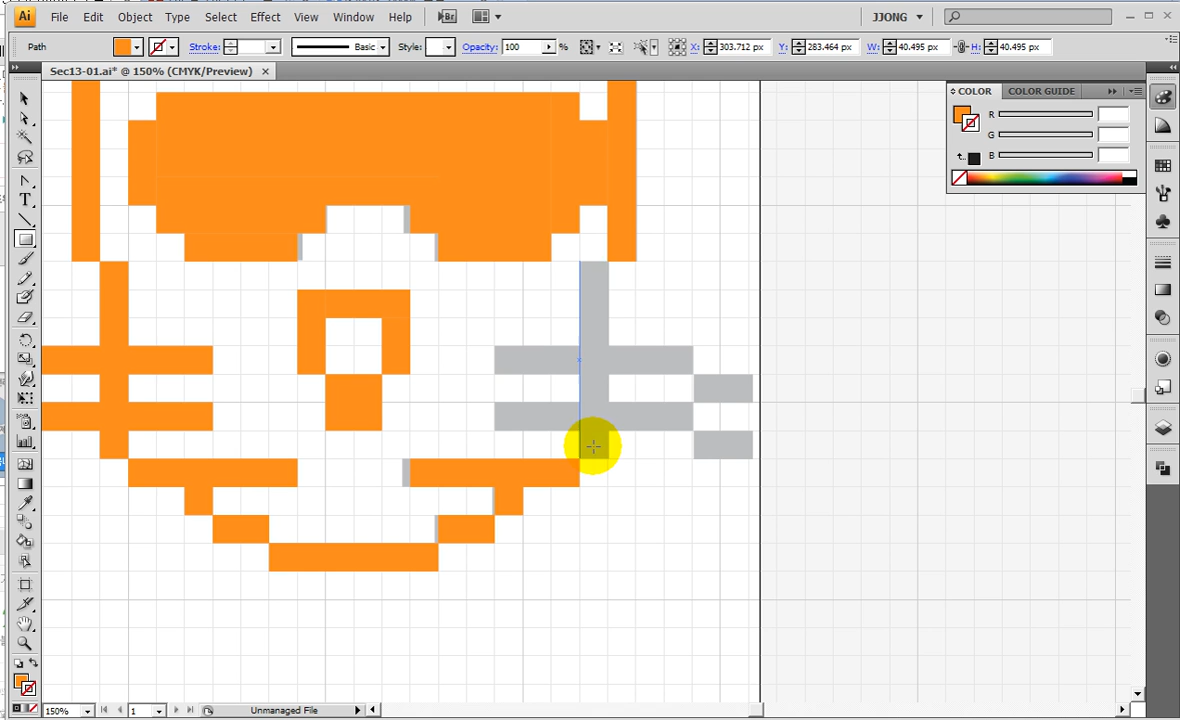 Ai File Edit Object Type Select Effect View Window Help Br JJONG
Path Stroke: Basic Style: Opacity: 100 % X: 303.712 px Y: 283.464 px W: 40.495 px H: 40.495 px
Sec13-01.ai* @ 150% (CMYK/Preview)
COLOR COLOR GUIDE
R
G
B
T
150% 1 Unmanaged File